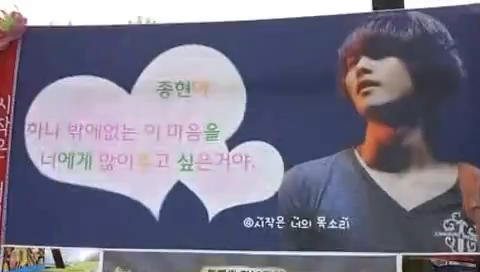 종현아
하나 밖에없는 이 마음을
너에게 많이 주고 싶은거야.
@시작은 너의 목소리